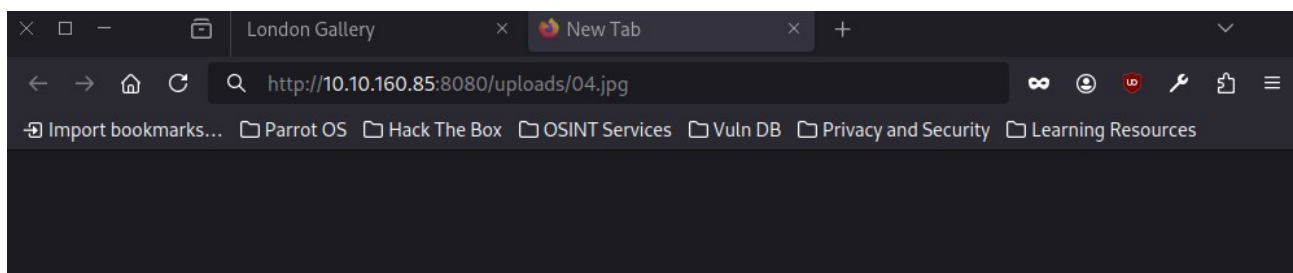 London Gallery New Tab
http://10.10.160.85:8080/uploads/04.jpg
Import bookmarks... Parrot OS Hack The Box OSINT Services Vuln DB Privacy and Security Learning Resources